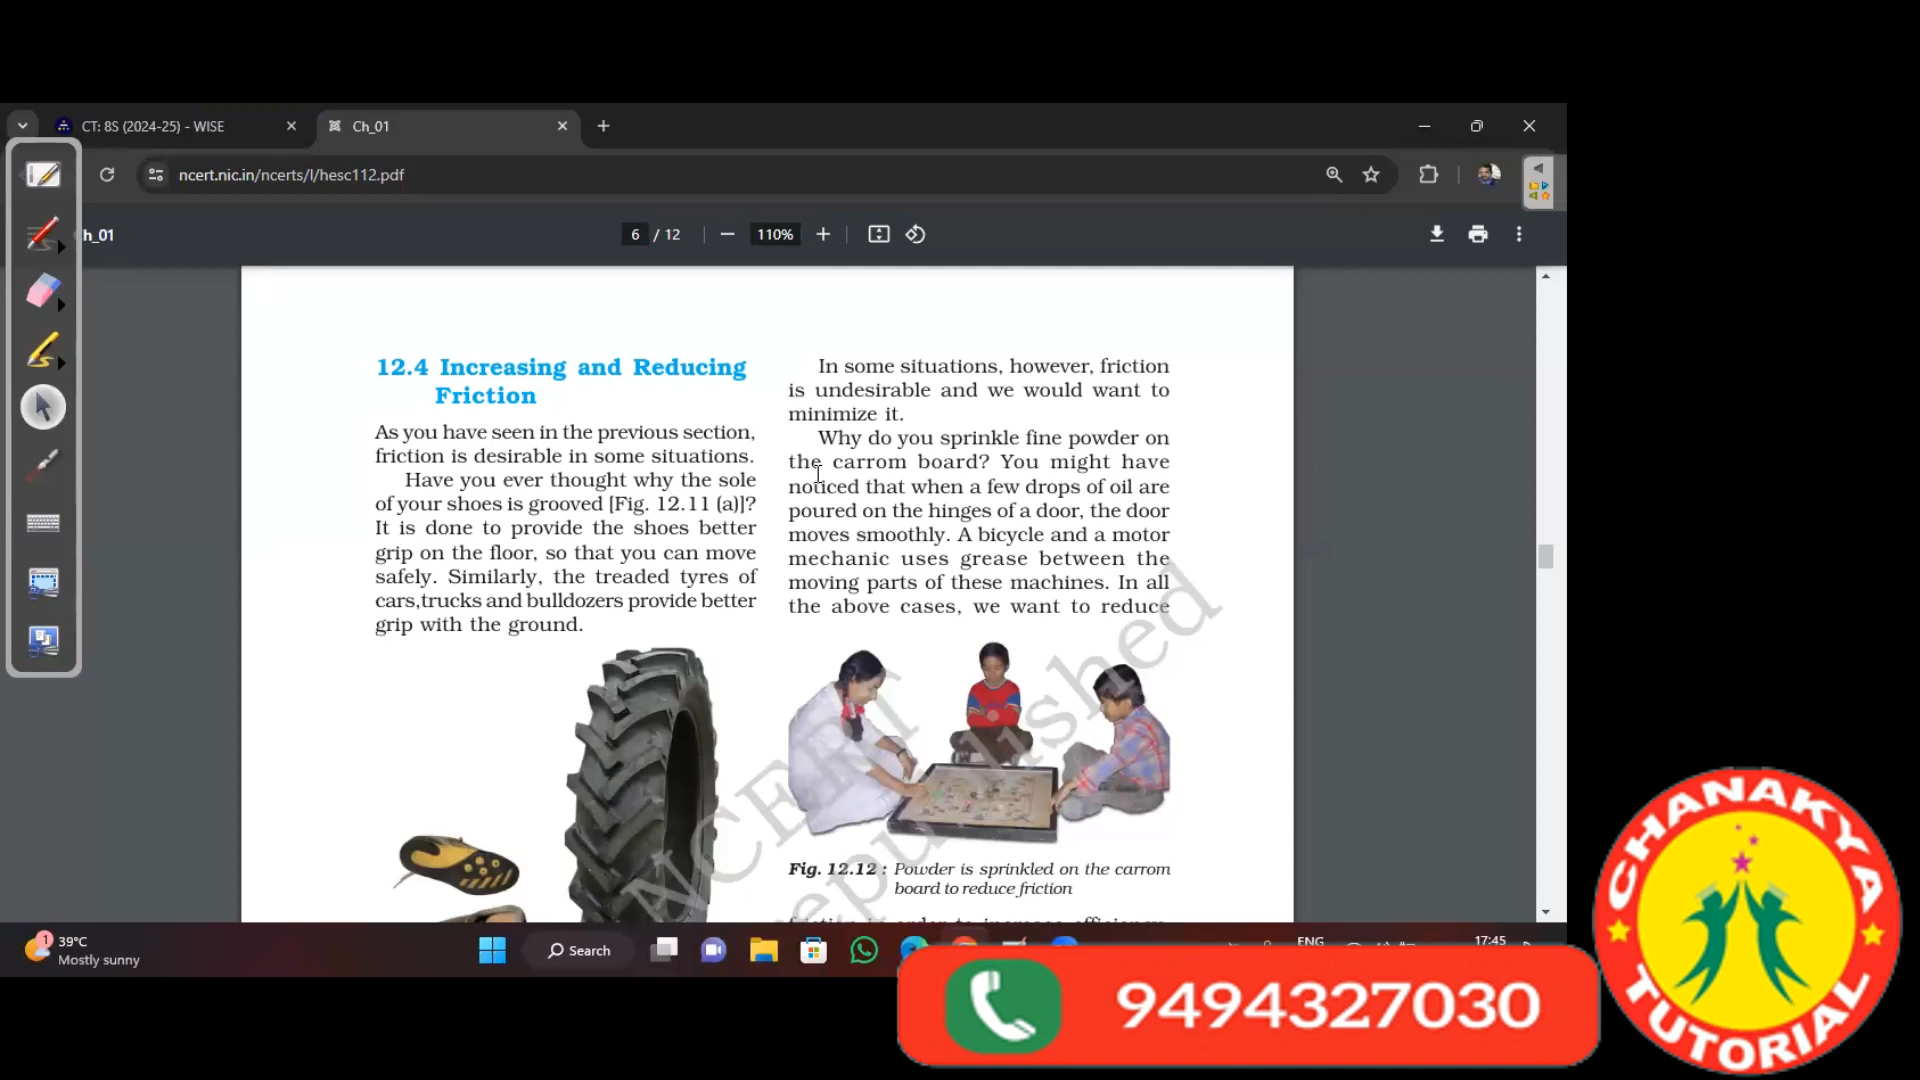 CT: 8S (2024-25) - WISE
Ch_01
ncert.nic.in/ncerts/l/hesc112.pdf
h_01
6 / 12
110%
12.4 Increasing and Reducing
Friction
As you have seen in the previous section,
friction is desirable in some situations.
Have you ever thought why the sole
of your shoes is grooved [Fig. 12.11 (a)]?
It is done to provide the shoes better
grip on the floor, so that you can move
safely. Similarly, the treaded tyres of
cars,trucks and bulldozers provide better
grip with the ground.
In some situations, however, friction
is undesirable and we would want to
minimize it.
Why do you sprinkle fine powder on
the carrom board? You might have
noticed that when a few drops of oil are
poured on the hinges of a door, the door
moves smoothly. A bicycle and a motor
mechanic uses grease between the
moving parts of these machines. In all
the above cases, we want to reduce
NCERT
republished
Fig. 12.12 : Powder is sprinkled on the carrom
board to reduce friction
friction in order to increase efficiency.
1
39°C
Mostly sunny
Search
ENG
17:45
9494327030
CHANAKYA
TUTORIAL